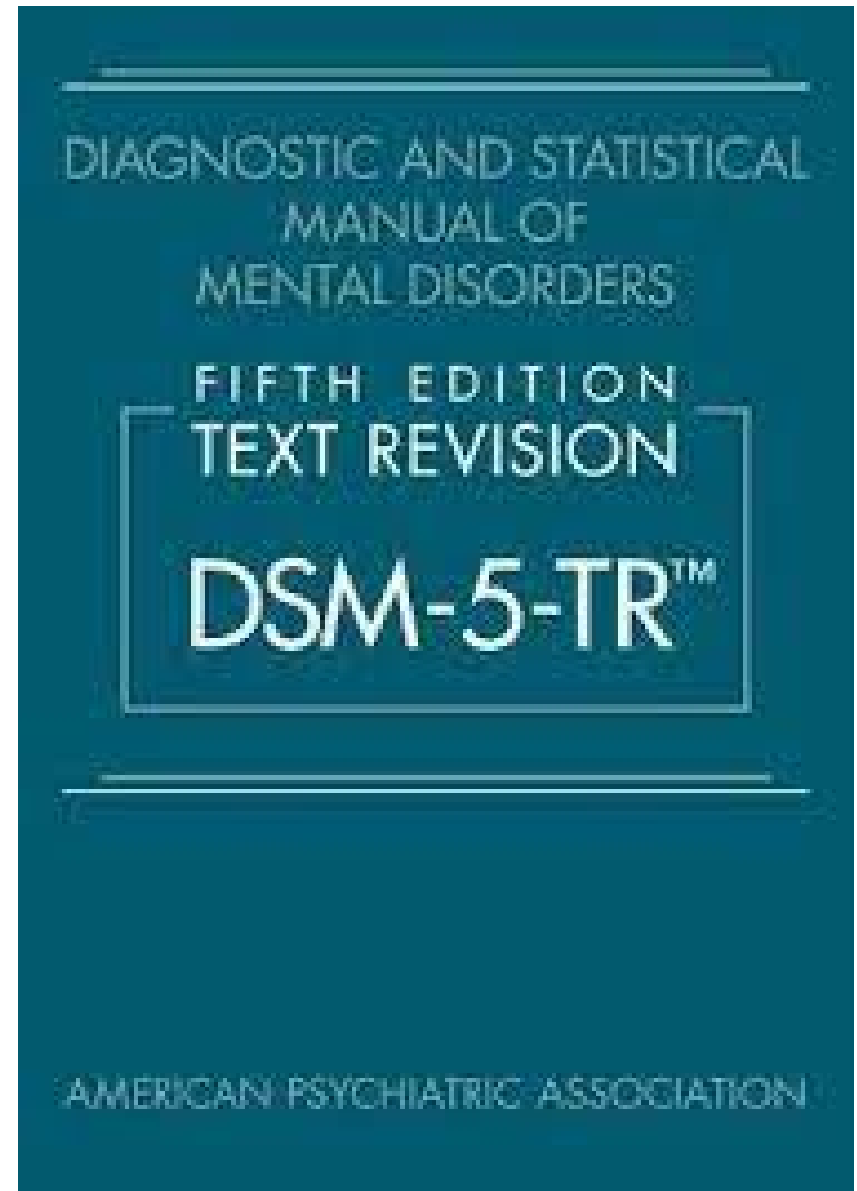 DIAGNOSTIC AND STATISTICAL
MANUAL OF
MENTAL DISORDERS
FIFTH EDITION
TEXT REVISION
DSM-5-TR™
AMERICAN PSYCHIATRIC ASSOCIATION